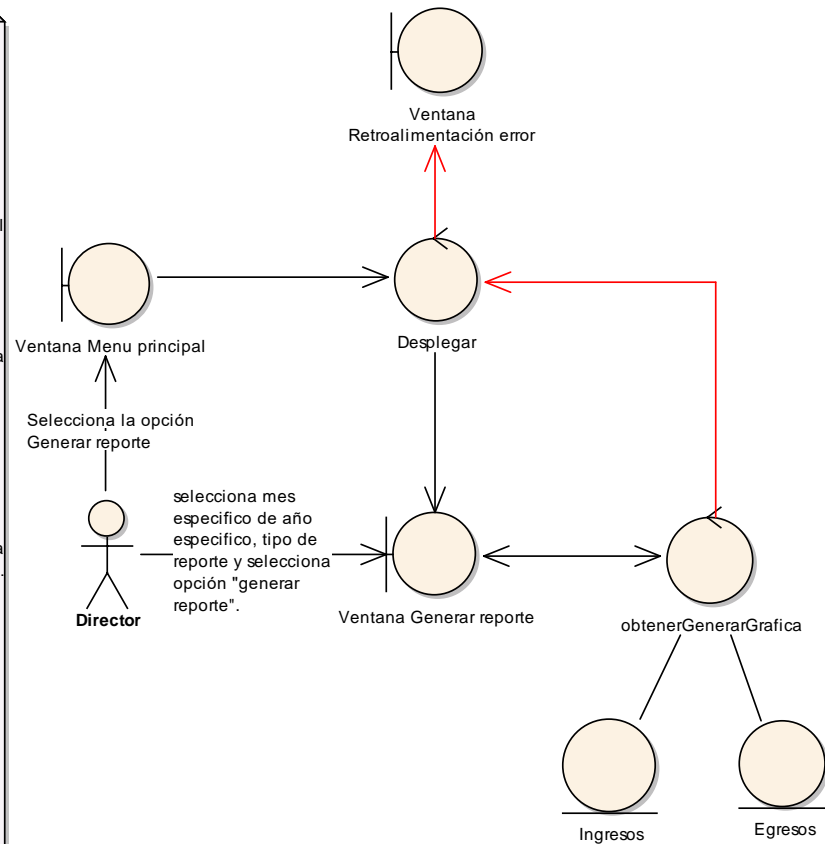 Ventana
Retroalimentación error
Ventana Menu principal
Desplegar
Selecciona la opción
Generar reporte
selecciona mes
especifico de año
especifico, tipo de
reporte y selecciona
opción "generar
reporte".
Director
Ventana Generar reporte
obtenerGenerarGrafica
Ingresos
Egresos